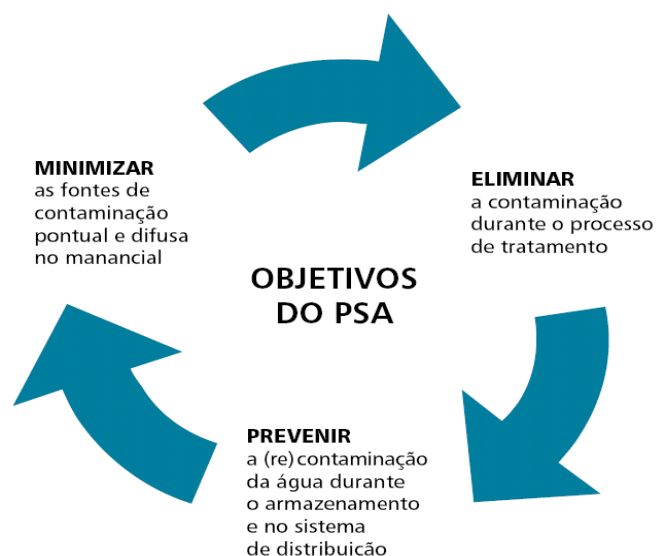 MINIMIZAR
as fontes de
contaminação
pontual e difusa
no manancial
ELIMINAR
a contaminação
durante o processo
de tratamento
OBJETIVOS
DO PSA
PREVENIR
a (re)contaminação
da água durante
o armazenamento
e no sistema
de distribuição